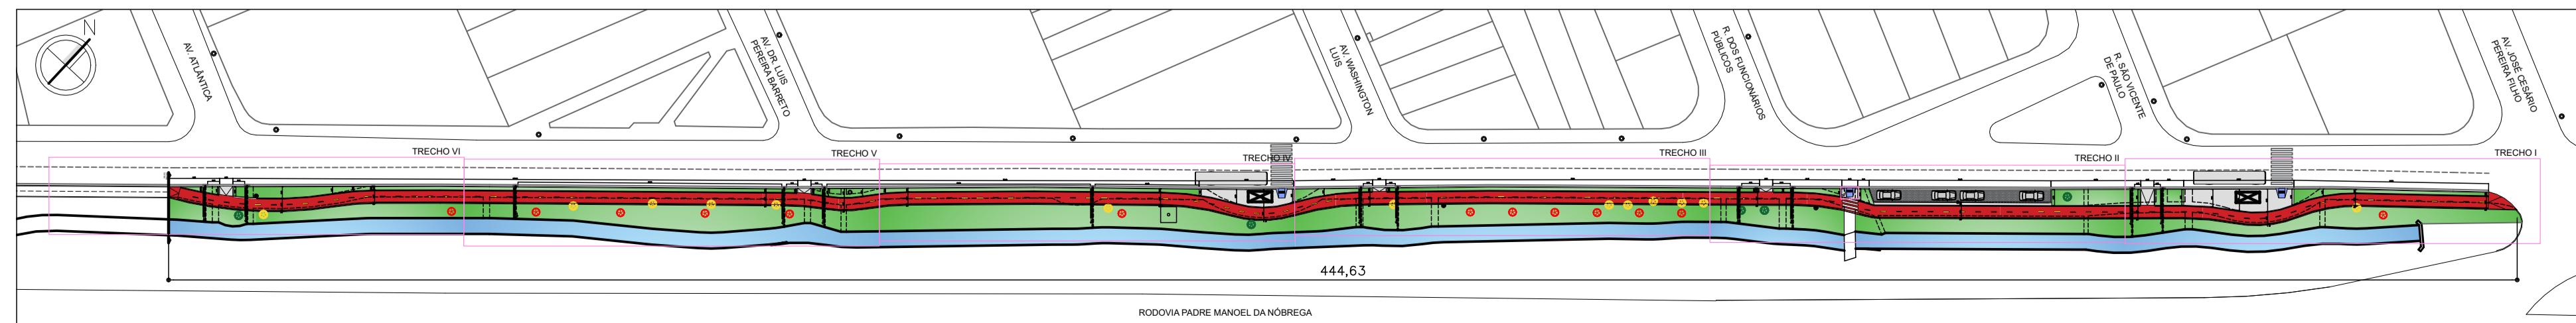 N
AV. ATLÂNTICA
AV. DR. LUIS
PEREIRA BARRETO
AV. WASHINGTON
LUIS
R. DOS FUNCIONÁRIOS
PÚBLICOS
R. SÃO VICENTE
DE PAULO
AV. JOSÉ CESÁRIO
PEREIRA FILHO
TRECHO VI
TRECHO V
TRECHO IV
TRECHO III
TRECHO II
TRECHO I
444,63
RODOVIA PADRE MANOEL DA NÓBREGA